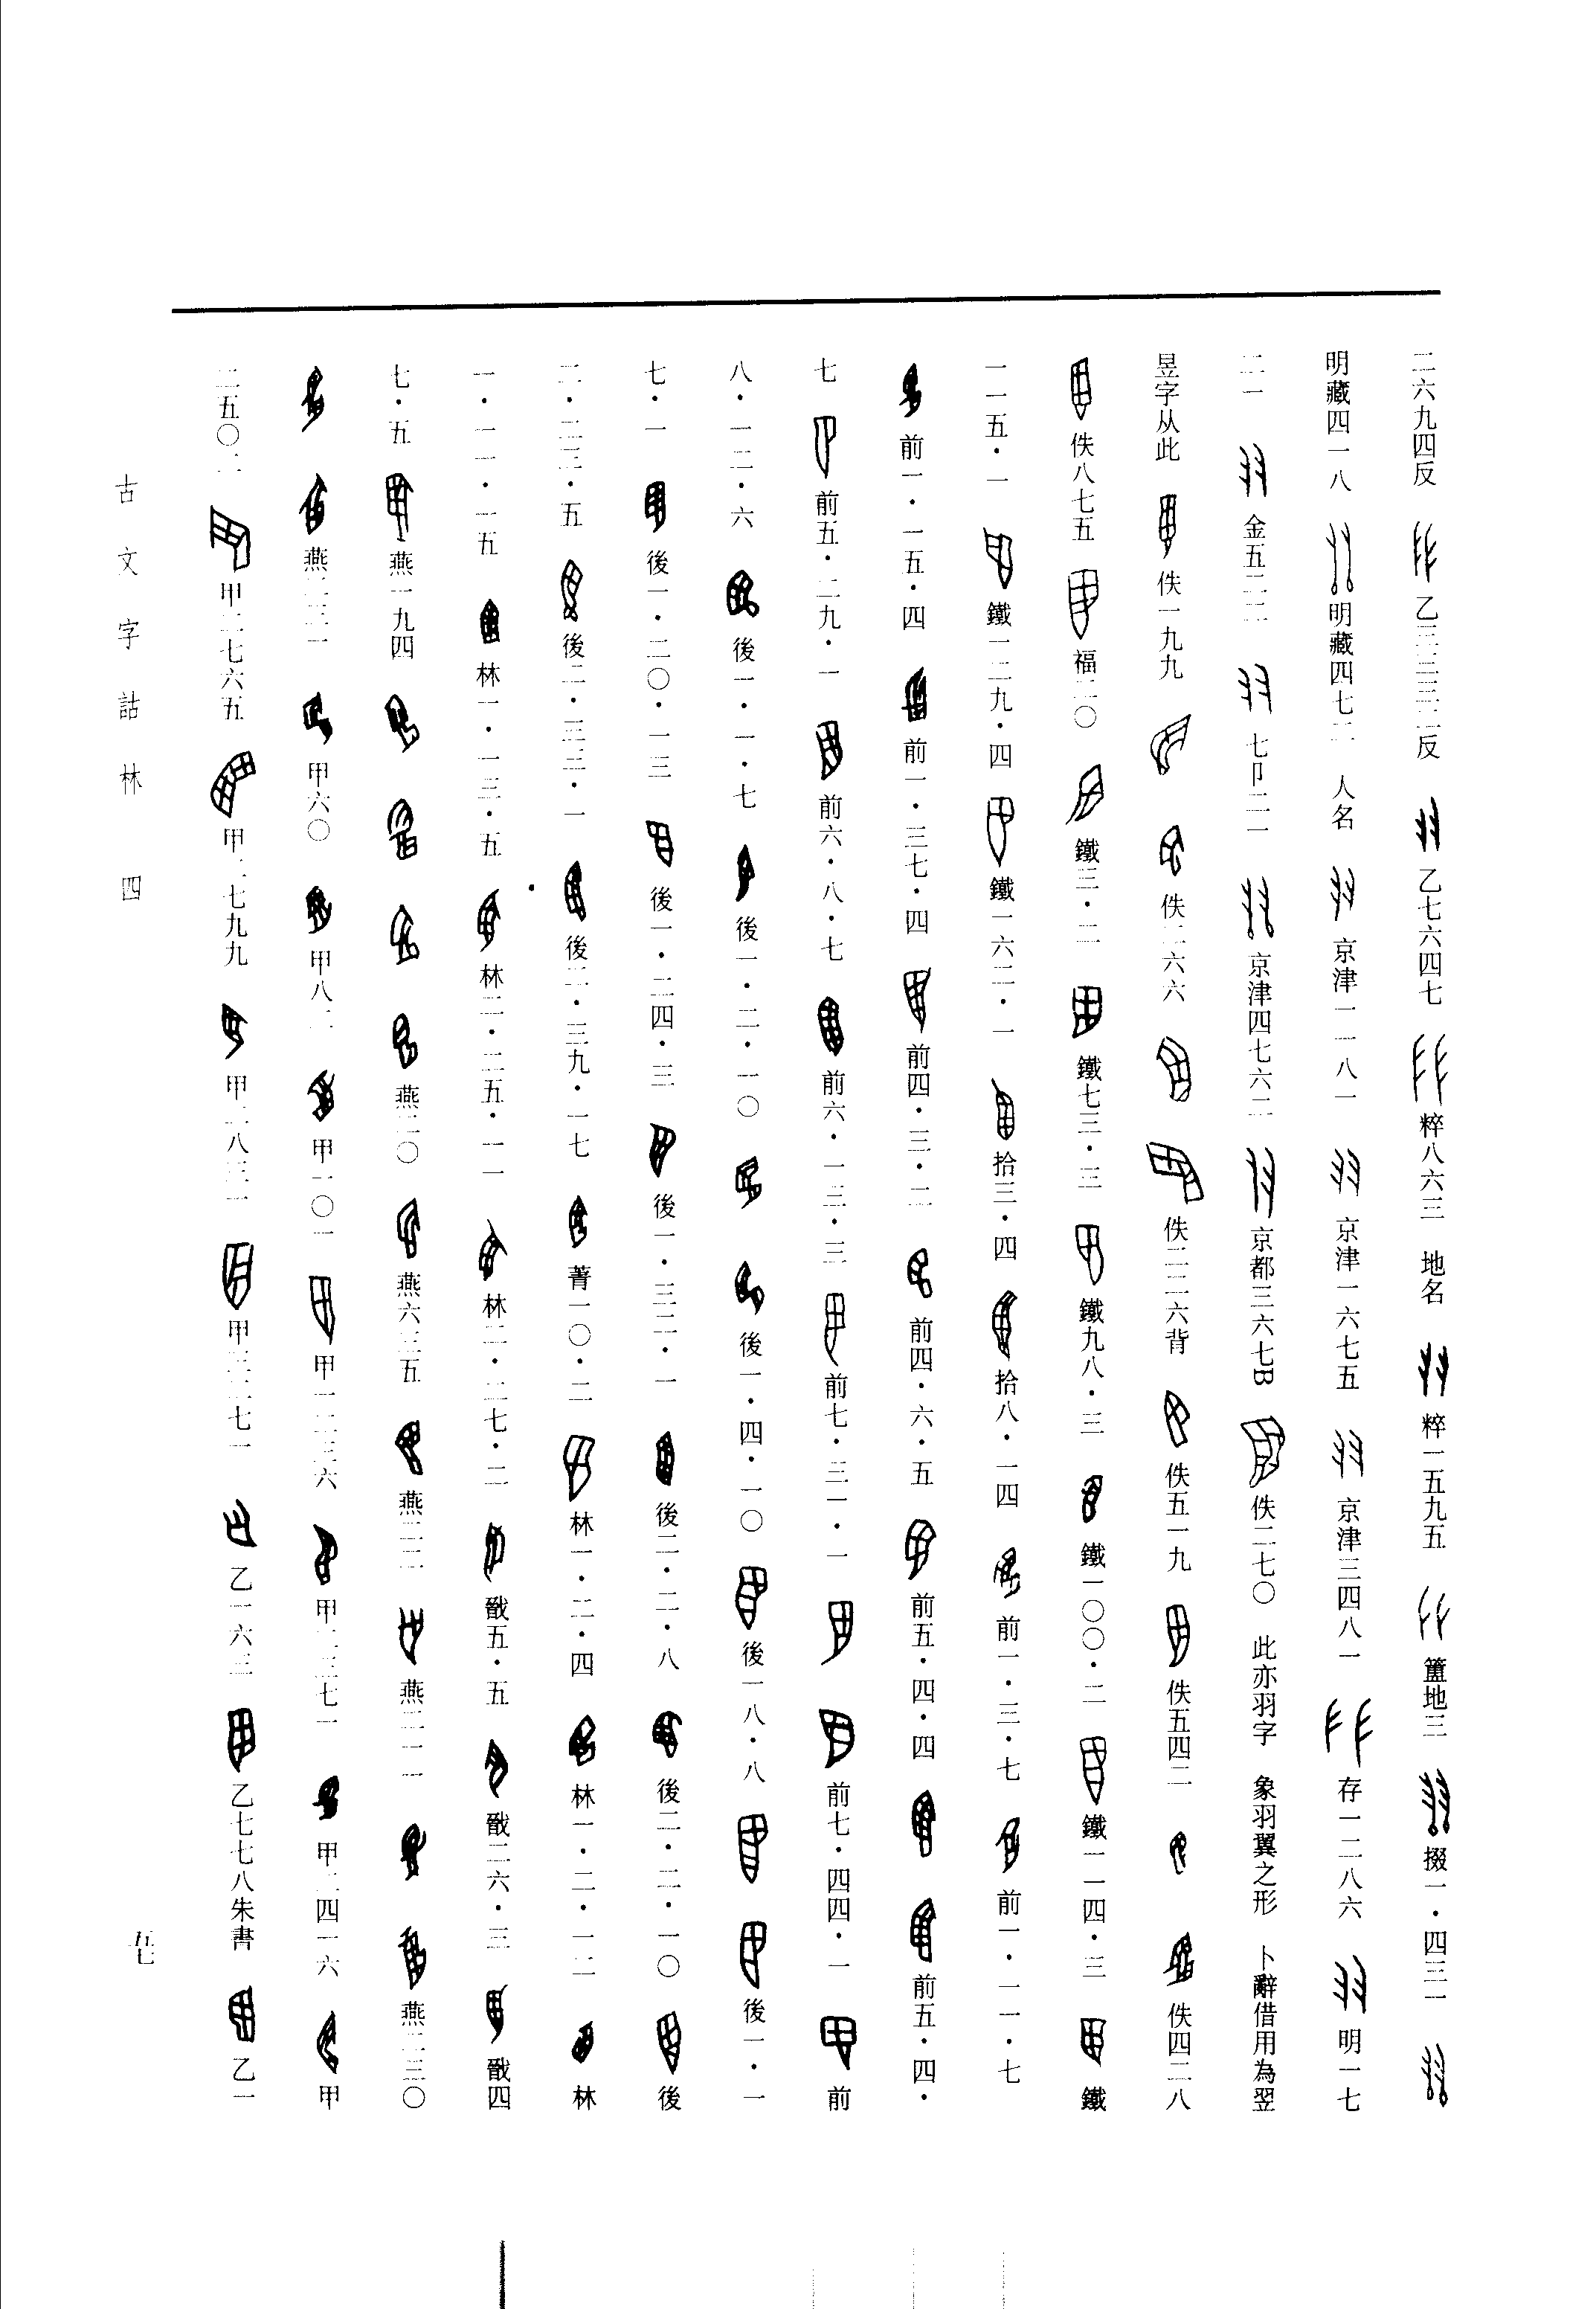 二六九四反 乙三二三二反 乙七六四七 粹八六三 地名 粹一五九五 簠地三 掇一·四三一
明藏四一八 明藏四七二 人名 京津一一八一 京津一六七五 京津三四八一 存一二八六 明一七
二一 金五二二 七卩二一 京津四七六二 京都三六七B 佚二七〇 此亦羽字 象羽翼之形 卜辭借用為翌
昱字从此 佚一九九 佚二六六 佚二二六背 佚五一九 佚五四二 佚四二八
佚八七五 福二〇 鐵三·二 鐵七三·三 鐵九八·三 鐵一〇〇·二 鐵一一四·三 鐵
一一五·一 鐵一二九·四 鐵一六二·一 拾三·四 拾八·一四 前一·三·七 前一·一一·七
前一·一五·四 前一·三七·四 前四·三·二 前四·六·五 前五·四·四 前五·四·
七 前五·二九·一 前六·八·七 前六·一三·三 前七·三一·一 前七·四四·一 前
八·一二·六 後一·一·七 後一·二·一〇 後一·四·一〇 後一八·八 後一·一
七·一 後一·二〇·一三 後一·二四·三 後一·三二·一 後二·二·八 後二·二·一〇 後
二·二三·五 後二·三三·一 後二·三九·一七 菁一〇·二 林一·二·四 林一·二·一二 林
一·二一·一五 林一·一三·五 林二·二五·一一 林二·二七·二 戩五·五 戩二六·三 戩四
七·五 燕一九四 燕二〇 燕六三五 燕二三二 燕二一一 燕二三〇
燕二三一 甲六〇 甲八二 甲一〇一 甲一二三六 甲二三七一 甲二四一六 甲
二五〇二 甲二七六五 甲二七九九 甲二八三一 甲三二七一 乙一六三 乙七七八朱書 乙一
古文字詁林 四
五七